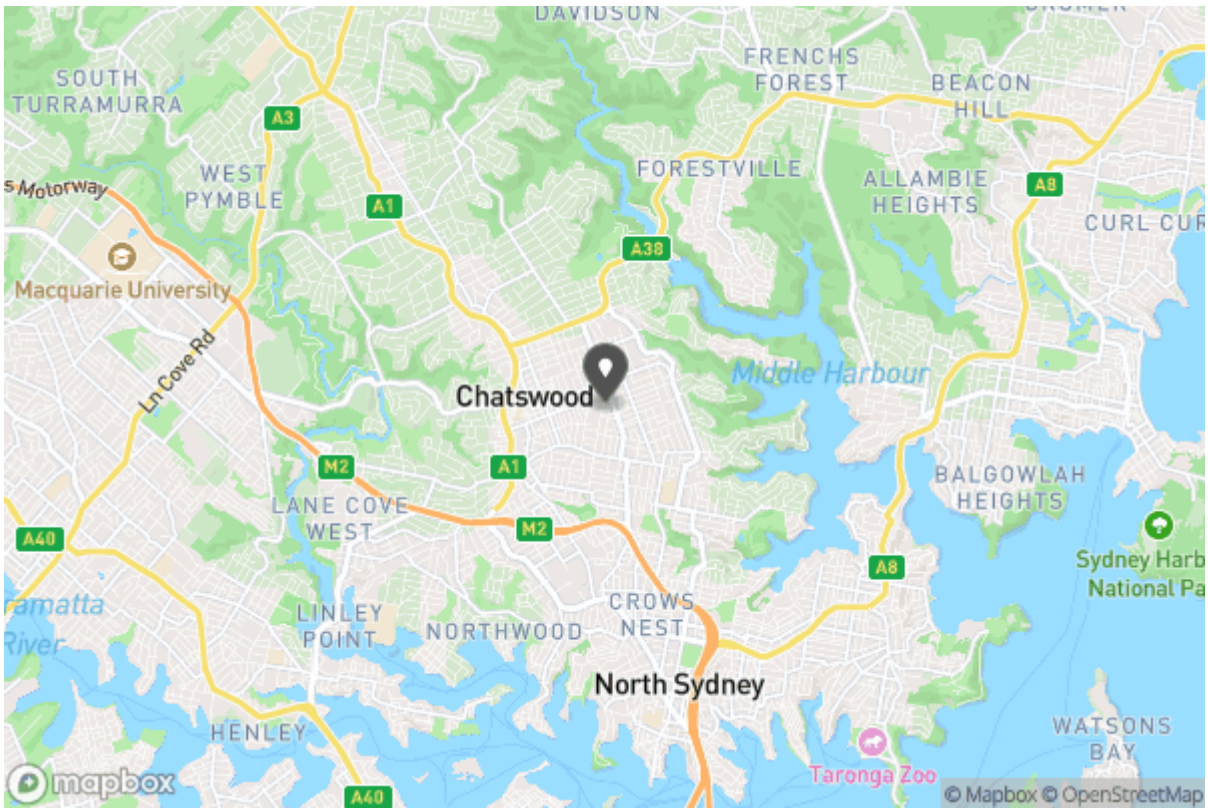 DAVIDSON
CROMER
FRENCHS
FOREST
SOUTH
TURRAMURRA
BEACON
HILL
A3
WEST
PYMBLE
FORESTVILLE
ALLAMBIE
HEIGHTS
A8
s Motorway
A1
CURL CUR
A38
Macquarie University
Ln Cove Rd
Middle Harbour
Chatswood
M2
A1
BALGOWLAH
HEIGHTS
LANE COVE
WEST
M2
A40
Sydney Harb
National Pa
A8
ramatta
River
LINLEY
POINT
NORTHWOOD
CROWS
NEST
North Sydney
HENLEY
WATSONS
BAY
Taronga Zoo
mapbox
A40
© Mapbox © OpenStreetMap